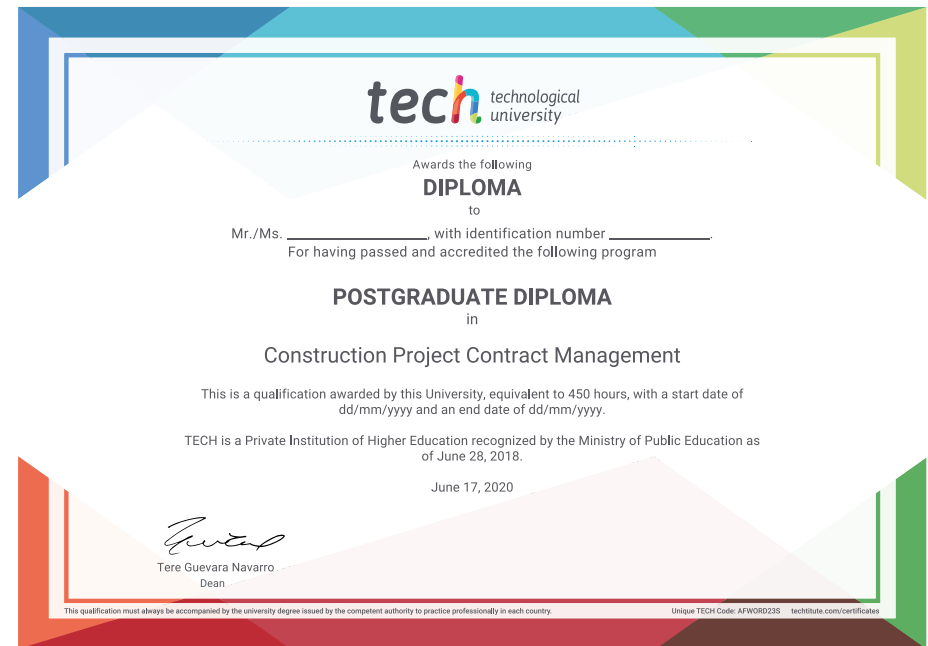 tech technological
university
Awards the following
DIPLOMA
to
Mr./Ms. ____________________, with identification number ______________.
For having passed and accredited the following program
POSTGRADUATE DIPLOMA
in
Construction Project Contract Management
This is a qualification awarded by this University, equivalent to 450 hours, with a start date of
dd/mm/yyyy and an end date of dd/mm/yyyy.
TECH is a Private Institution of Higher Education recognized by the Ministry of Public Education as
of June 28, 2018.
June 17, 2020
Tere Guevara Navarro
Dean
This qualification must always be accompanied by the university degree issued by the competent authority to practice professionally in each country.
Unique TECH Code: AFWORD23S techtitute.com/certificates